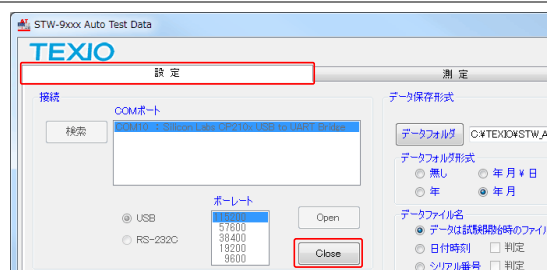 STW-9xxx Auto Test Data
TEXIO
設 定
測 定
接続
COMポート
検索
COM10 : Silicon Labs CP210x USB to UART Bridge
ボーレート
USB
RS-232C
115200
57600
38400
19200
9600
Open
Close
データ保存形式
データフォルダ
C:¥TEXIO¥STW_A
データフォルダ形式
無し
年 月 ¥ 日
年
年 月
データファイル名
データは試験開始時のファイル
日付時刻
判定
シリアル番号
判定